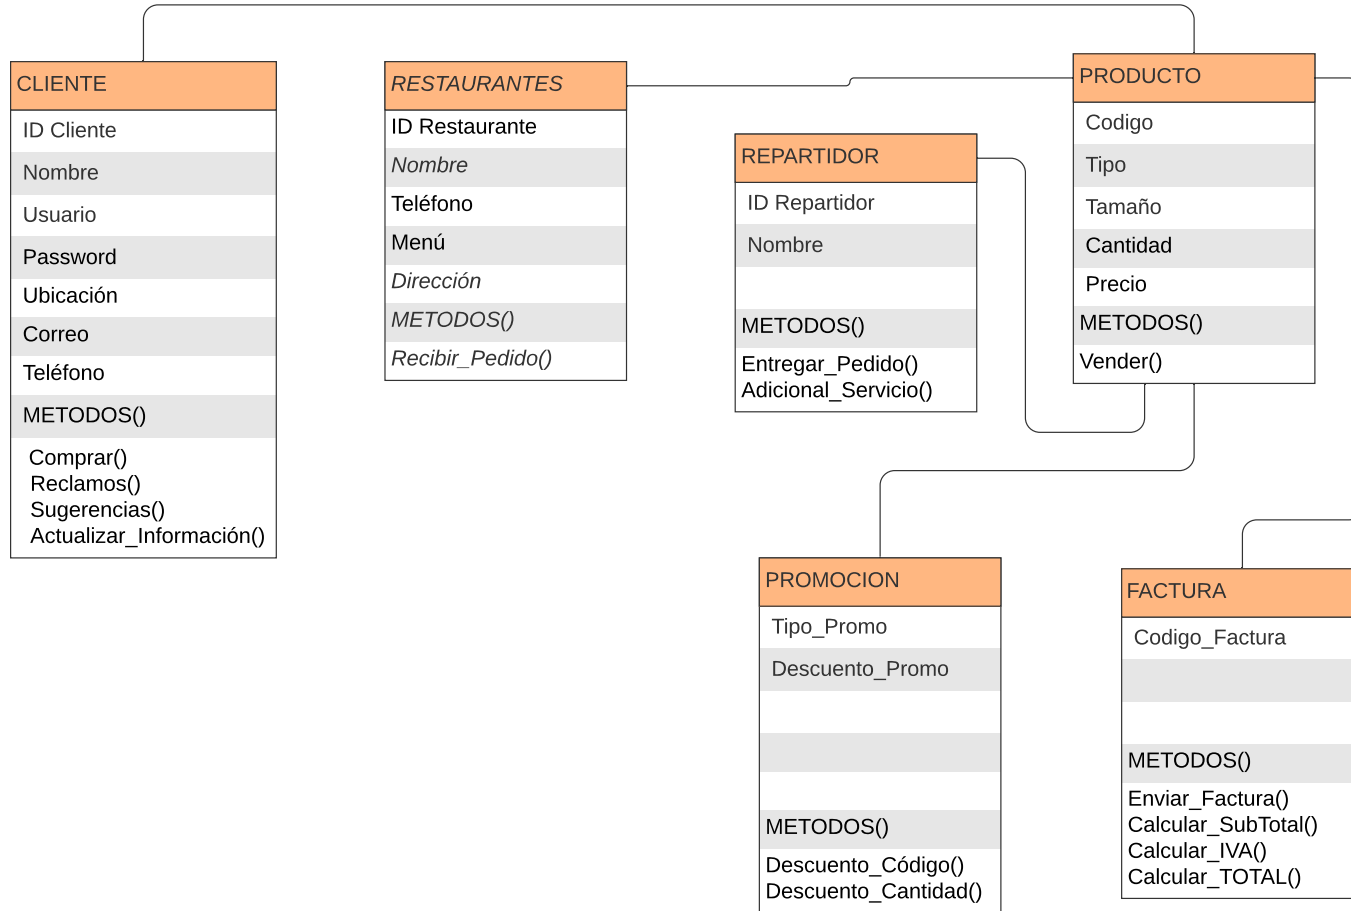 CLIENTE
ID Cliente
Nombre
Usuario
Password
Ubicación
Correo
Teléfono
METODOS()
Comprar()
Reclamos()
Sugerencias()
Actualizar_Información()
RESTAURANTES
ID Restaurante
Nombre
Teléfono
Menú
Dirección
METODOS()
Recibir_Pedido()
REPARTIDOR
ID Repartidor
Nombre
METODOS()
Entregar_Pedido()
Adicional_Servicio()
PRODUCTO
Codigo
Tipo
Tamaño
Cantidad
Precio
METODOS()
Vender()
PROMOCION
Tipo_Promo
Descuento_Promo
METODOS()
Descuento_Código()
Descuento_Cantidad()
FACTURA
Codigo_Factura
METODOS()
Enviar_Factura()
Calcular_SubTotal()
Calcular_IVA()
Calcular_TOTAL()